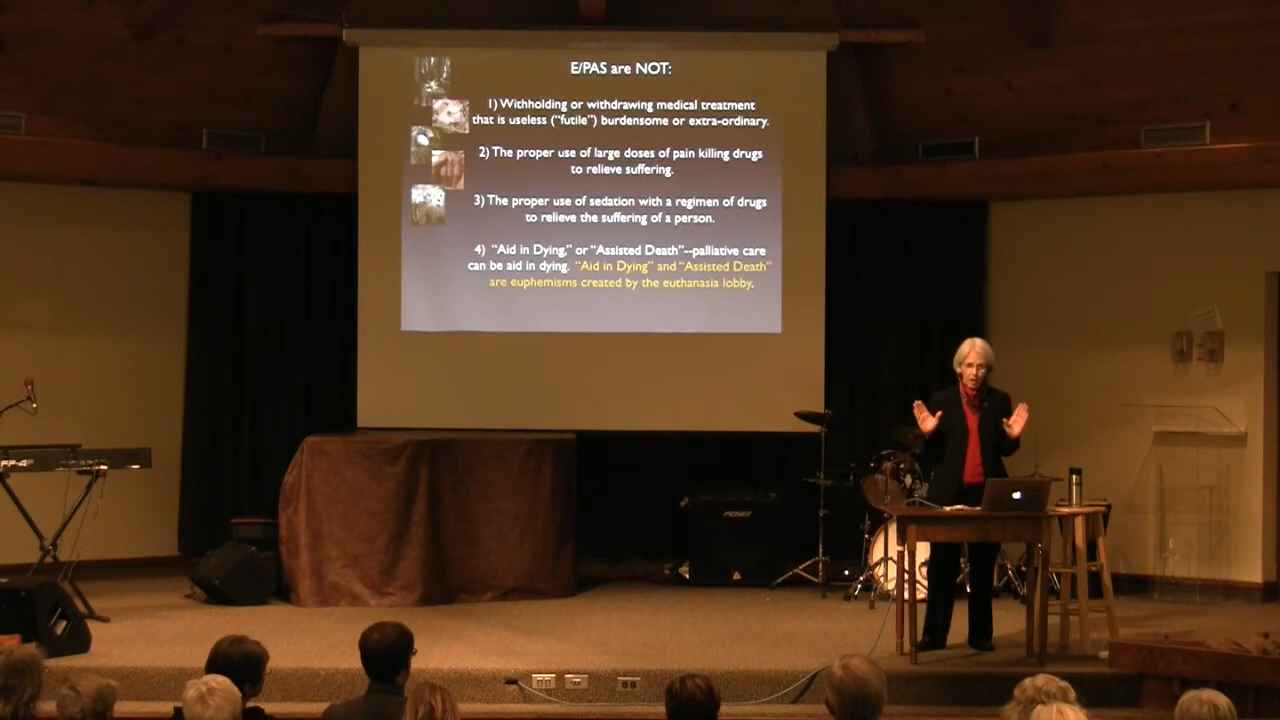 E/PAS are NOT:
1) Withholding or withdrawing medical treatment
that is useless ("futile") burdensome or extra-ordinary.
2) The proper use of large doses of pain killing drugs
to relieve suffering.
3) The proper use of sedation with a regimen of drugs
to relieve the suffering of a person.
4) "Aid in Dying," or "Assisted Death"--palliative care
can be aid in dying. "Aid in Dying" and "Assisted Death"
are euphemisms created by the euthanasia lobby.
PEAVEY